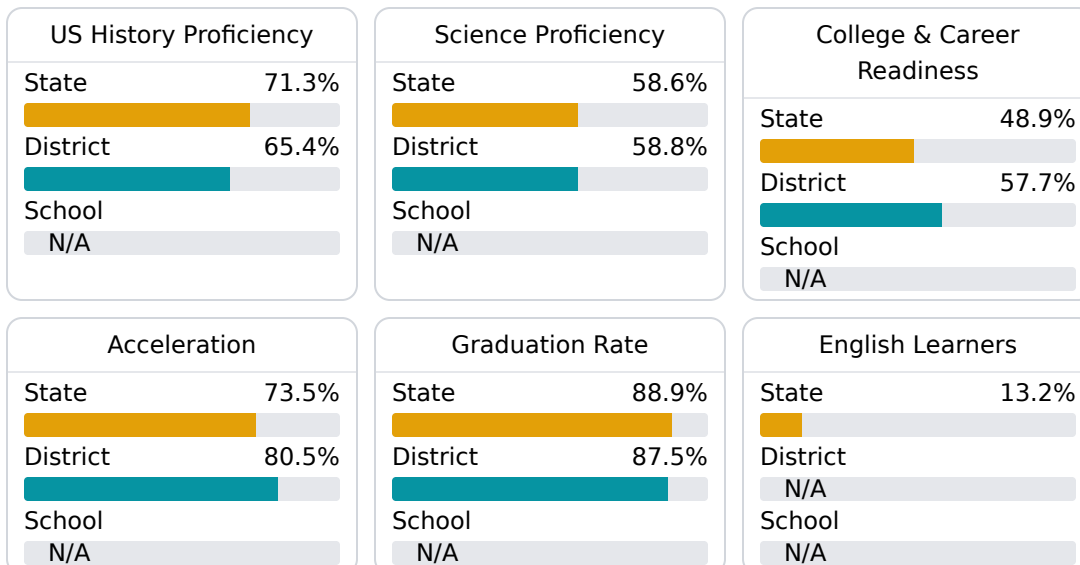 US History Proficiency
State 71.3%
District 65.4%
School
N/A
Science Proficiency
State 58.6%
District 58.8%
School
N/A
College & Career
Readiness
State 48.9%
District 57.7%
School
N/A
Acceleration
State 73.5%
District 80.5%
School
N/A
Graduation Rate
State 88.9%
District 87.5%
School
N/A
English Learners
State 13.2%
District
N/A
School
N/A